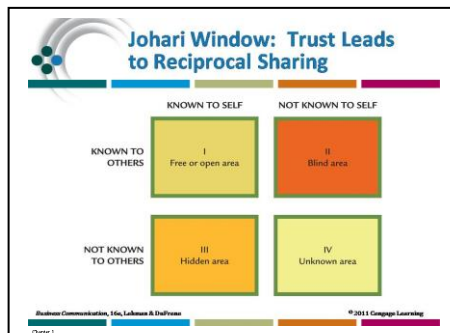 Johari Window: Trust Leads
to Reciprocal Sharing
KNOWN TO SELF
NOT KNOWN TO SELF
KNOWN TO
OTHERS
I
Free or open area
II
Blind area
NOT KNOWN
TO OTHERS
III
Hidden area
IV
Unknown area
Business Communication, 16e, Lehman & DuFrene
©2011 Cengage Learning
Chapter 1